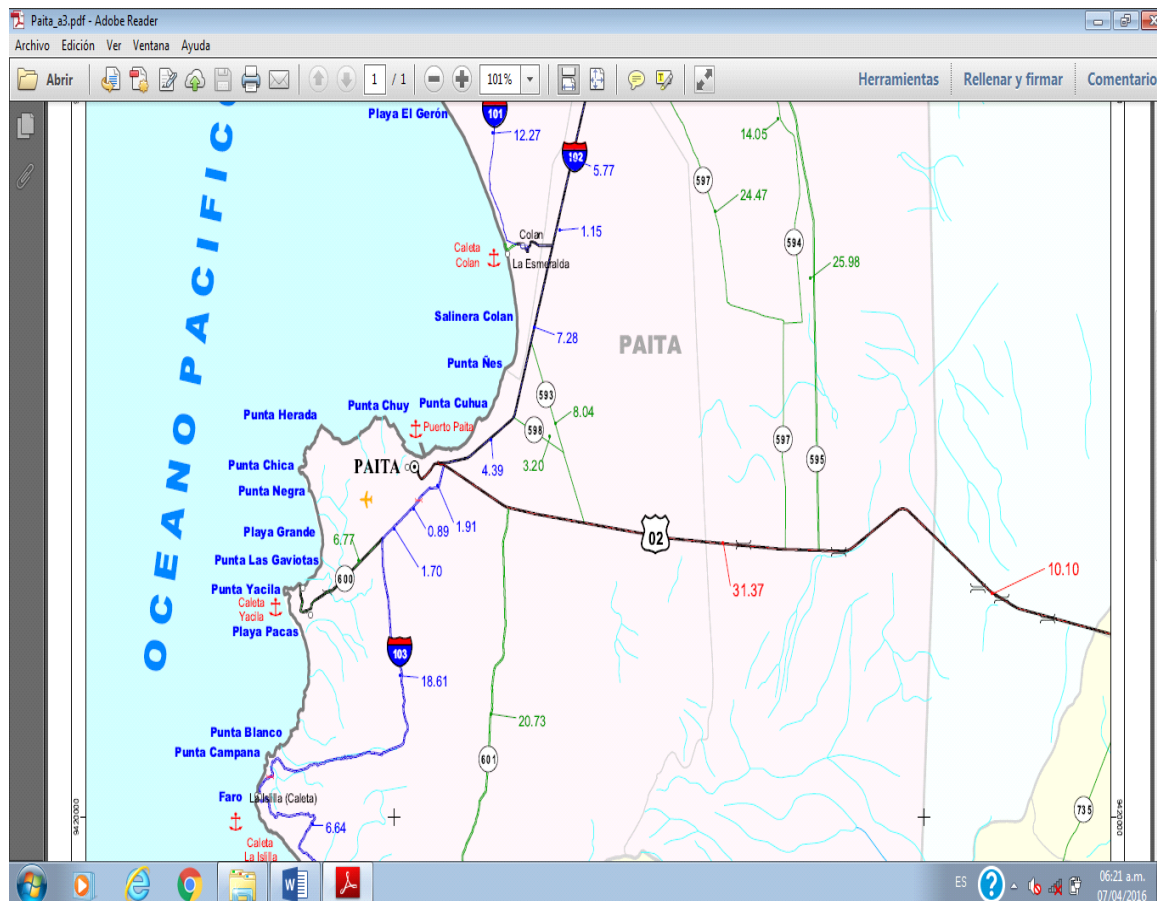 Paita_a3.pdf - Adobe Reader
Archivo Edición Ver Ventana Ayuda
Abrir
1 / 1
101%
Herramientas
Rellenar y firmar
Comentario
OCEANO PACIFIC
Playa El Gerón
101
12.27
102
5.77
14.05
597
24.47
1.15
Colan
Caleta
Colan
La Esmeralda
594
25.98
Salinera Colan
7.28
PAITA
Punta Ñes
593
Punta Chuy
Punta Cuhua
8.04
Punta Herada
Puerto Paita
598
3.20
597
595
PAITA
4.39
Punta Chica
Punta Negra
1.91
0.89
Playa Grande
6.77
02
Punta Las Gaviotas
1.70
600
10.10
31.37
Punta Yacila
Caleta
Yacila
Playa Pacas
103
18.61
20.73
Punta Blanco
Punta Campana
601
Faro
La Islilla (Caleta)
6.64
735
9420000
9420000
Caleta
La Islilla
ES
06:21 a.m.
07/04/2016